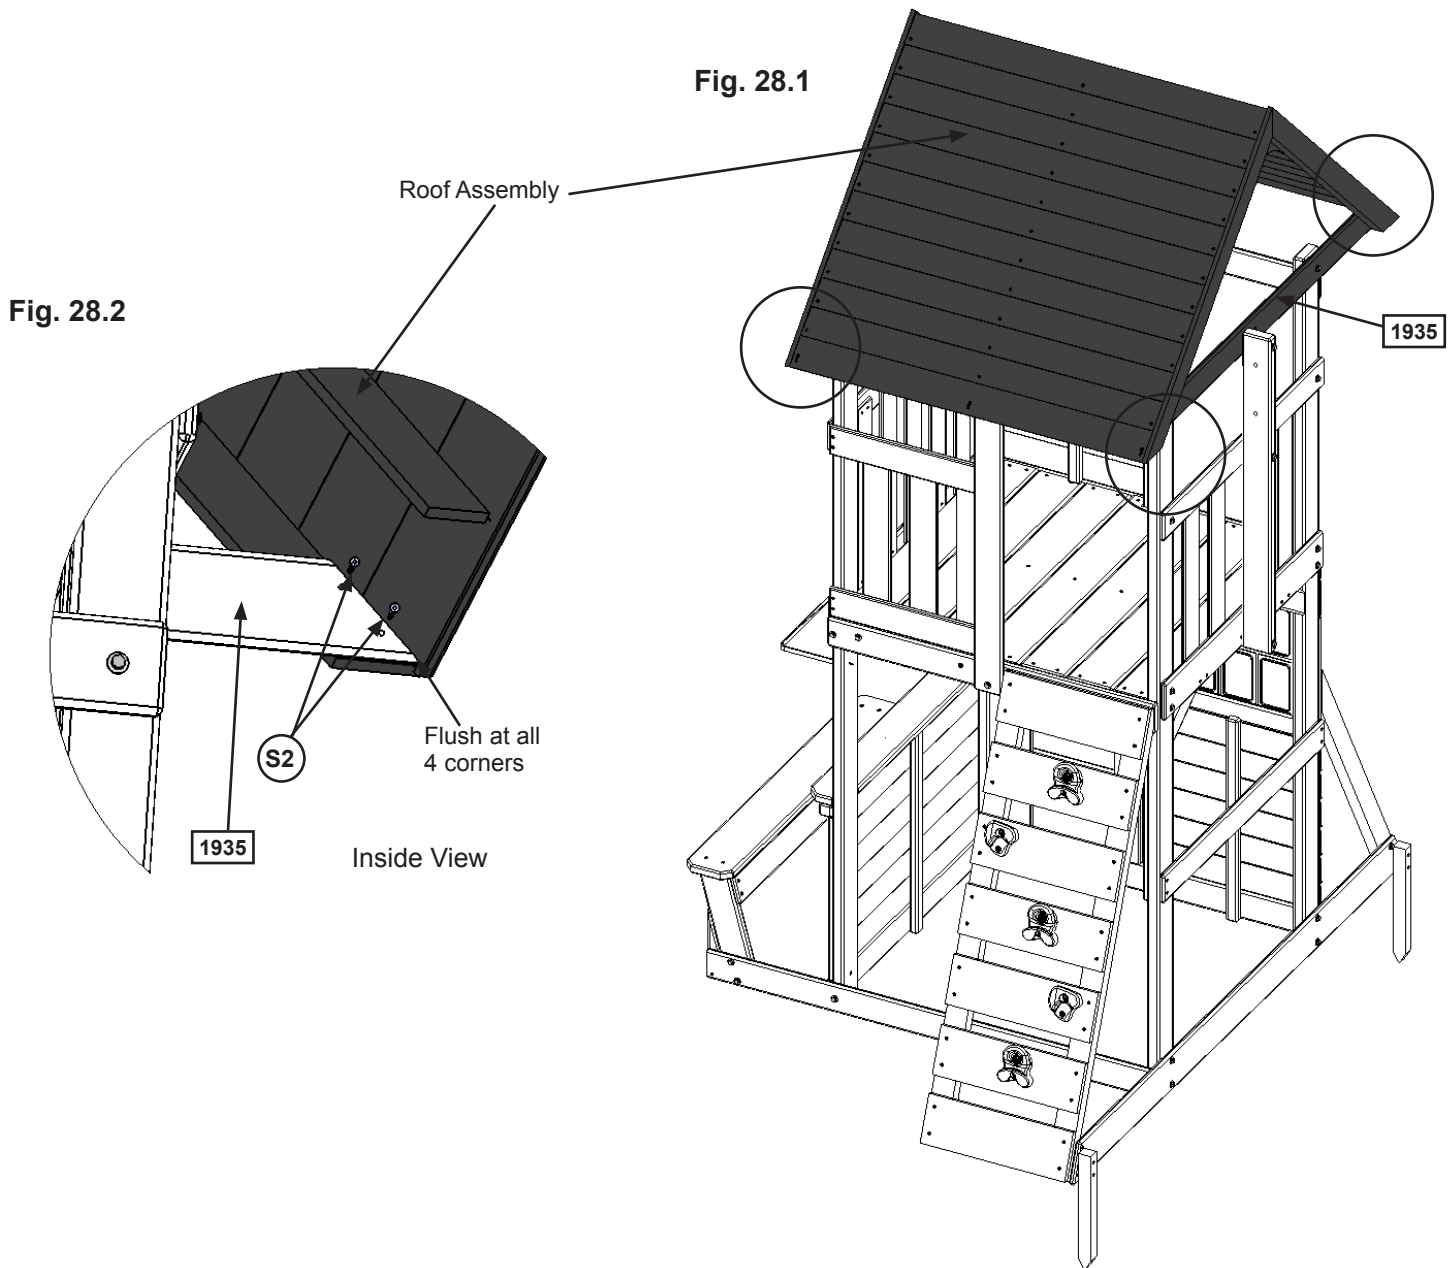 Fig. 28.1
Roof Assembly
Fig. 28.2
1935
S2
Flush at all
4 corners
1935
Inside View